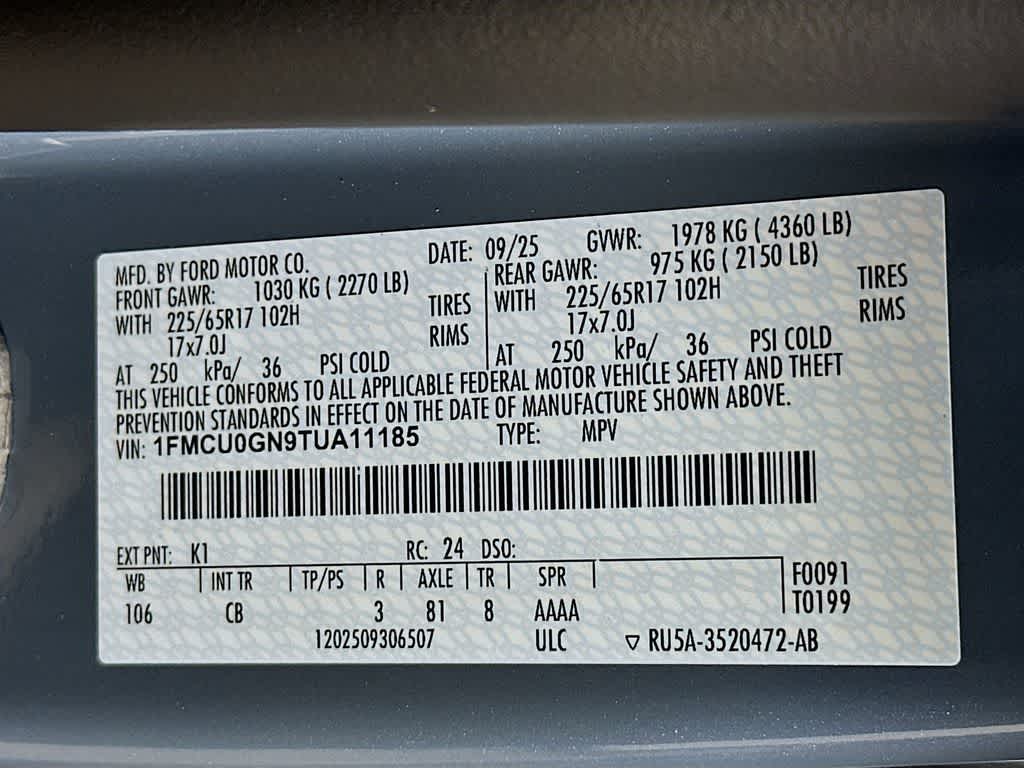 MFD. BY FORD MOTOR CO. DATE: 09/25 GVWR: 1978 KG ( 4360 LB)
FRONT GAWR: 1030 KG ( 2270 LB) REAR GAWR: 975 KG ( 2150 LB)
WITH 225/65R17 102H TIRES WITH 225/65R17 102H TIRES
17x7.0J RIMS 17x7.0J RIMS
AT 250 kPa/ 36 PSI COLD AT 250 kPa/ 36 PSI COLD
THIS VEHICLE CONFORMS TO ALL APPLICABLE FEDERAL MOTOR VEHICLE SAFETY AND THEFT
PREVENTION STANDARDS IN EFFECT ON THE DATE OF MANUFACTURE SHOWN ABOVE.
VIN: 1FMCU0GN9TUA11185 TYPE: MPV
EXT PNT: K1 RC: 24 DSO:
WB INT TR TP/PS R AXLE TR SPR F0091
106 CB 3 81 8 AAAA T0199
1202509306507 ULC ▽ RU5A-3520472-AB